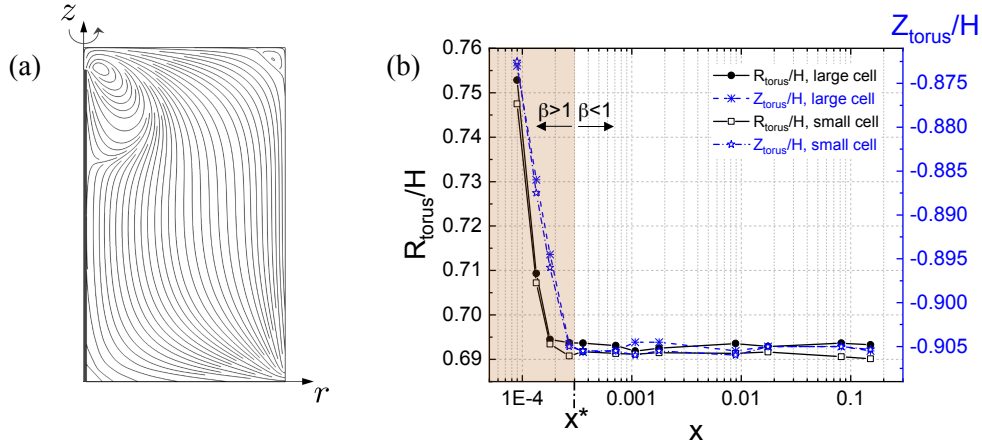 (a)
z
r
(b)
Z_torus/H
0.76
0.75
0.74
0.73
0.72
0.71
0.70
0.69
R_torus/H
β>1 β<1
R_torus/H, large cell
Z_torus/H, large cell
R_torus/H, small cell
Z_torus/H, small cell
-0.875
-0.880
-0.885
-0.890
-0.895
-0.900
-0.905
1E-4
x*
0.001
0.01
0.1
x